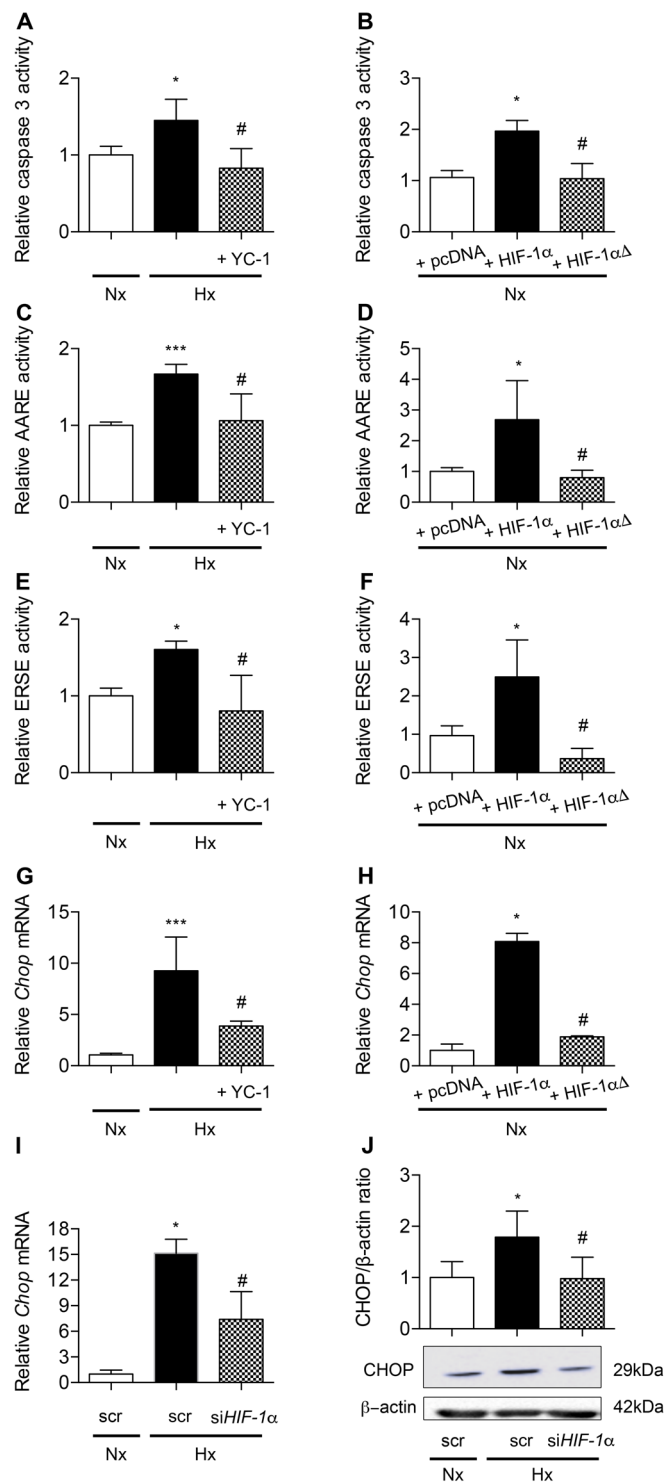 A
Relative caspase 3 activity
2
1
0
*
#
+ YC-1
Nx
Hx
B
Relative caspase 3 activity
3
2
1
0
*
#
+ pcDNA
+ HIF-1α
+ HIF-1αΔ
Nx
C
Relative AARE activity
2
1
0
***
#
+ YC-1
Nx
Hx
D
Relative AARE activity
5
4
3
2
1
0
*
#
+ pcDNA
+ HIF-1α
+ HIF-1αΔ
Nx
E
Relative ERSE activity
2
1
0
*
#
+ YC-1
Nx
Hx
F
Relative ERSE activity
4
3
2
1
0
*
#
+ pcDNA
+ HIF-1α
+ HIF-1αΔ
Nx
G
Relative Chop mRNA
15
10
5
0
***
#
+ YC-1
Nx
Hx
H
Relative Chop mRNA
10
8
6
4
2
0
*
#
+ pcDNA
+ HIF-1α
+ HIF-1αΔ
Nx
I
Relative Chop mRNA
18
15
12
9
6
3
0
*
#
scr
scr
siHIF-1α
Nx
Hx
J
CHOP/β-actin ratio
3
2
1
0
*
#
CHOP
29kDa
β–actin
42kDa
scr
scr
siHIF-1α
Nx
Hx